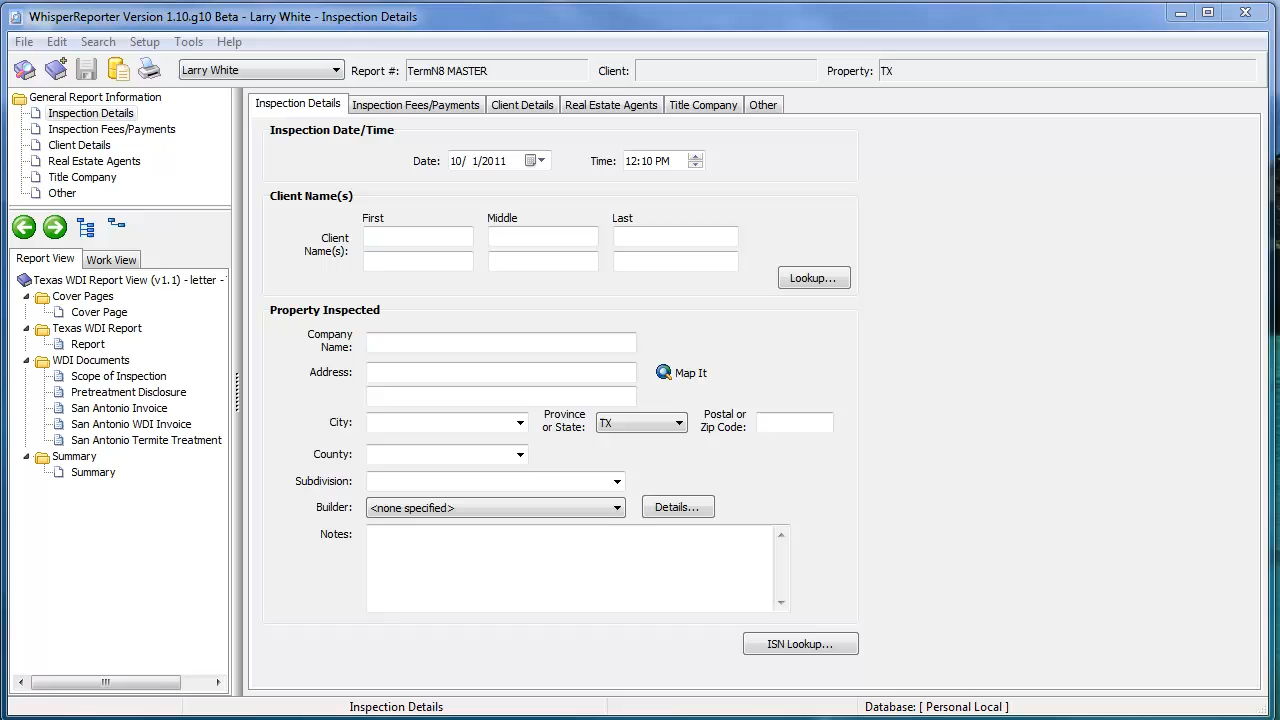 WhisperReporter Version 1.10.g10 Beta - Larry White - Inspection Details
File Edit Search Setup Tools Help
Larry White Report #: TermN8 MASTER Client: Property: TX
General Report Information
Inspection Details
Inspection Fees/Payments
Client Details
Real Estate Agents
Title Company
Other
Report View Work View
Texas WDI Report View (v1.1) - letter -
Cover Pages
Cover Page
Texas WDI Report
Report
WDI Documents
Scope of Inspection
Pretreatment Disclosure
San Antonio Invoice
San Antonio WDI Invoice
San Antonio Termite Treatment
Summary
Summary
Inspection Details Inspection Fees/Payments Client Details Real Estate Agents Title Company Other
Inspection Date/Time
Date: 10/ 1/2011 Time: 12:10 PM
Client Name(s)
First Middle Last
Client
Name(s):
Lookup...
Property Inspected
Company
Name:
Address: Map It
City: Province
or State: TX Postal or
Zip Code:
County:
Subdivision:
Builder: <none specified> Details...
Notes:
ISN Lookup...
Inspection Details Database: [ Personal Local ]